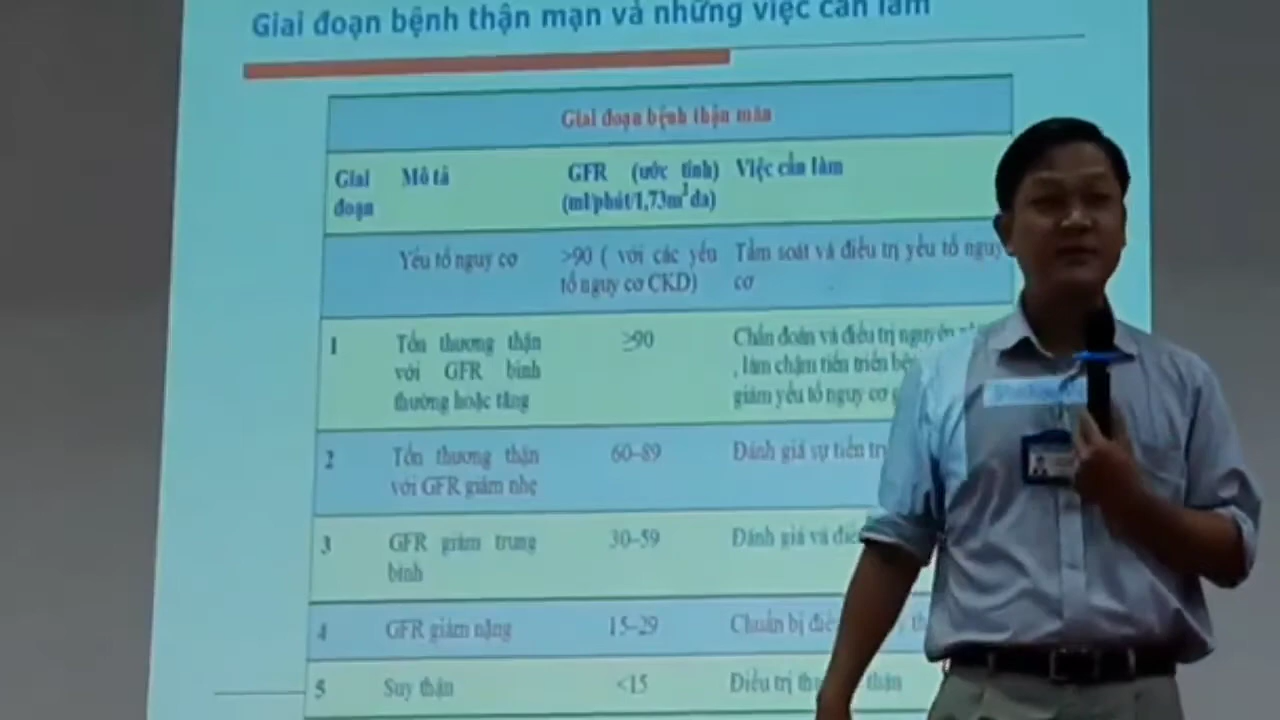 Giai đoạn bệnh thận mạn và những việc cần làm
Giai đoạn bệnh thận mãn
Giai đoạn
Mô tả
GFR (ước tính) (ml/phút/1,73m² da)
Việc cần làm
Yếu tố nguy cơ
>90 ( với các yếu tố nguy cơ CKD)
Tầm soát và điều trị yếu tố nguy cơ
1
Tổn thương thận
với GFR bình
thường hoặc tăng
≥90
Chẩn đoán và điều trị nguyên
, làm chậm tiến triển
giảm yếu tố nguy cơ
2
Tổn thương thận
với GFR giảm nhẹ
60-89
Đánh giá sự tiến
3
GFR giảm trung
bình
30-59
Đánh giá và
4
GFR giảm nặng
15-29
Chuẩn bị
5
Suy thận
<15
Điều trị thận